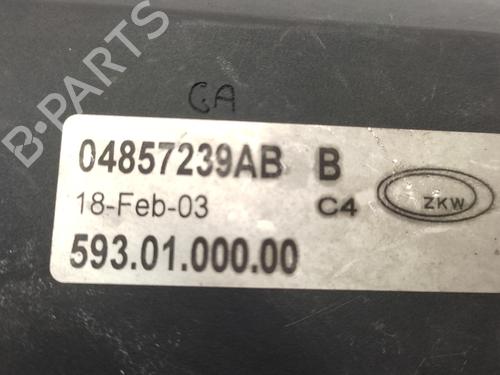 B-PARTS
CA
04857239AB B
18-Feb-03 C4
ZKW
593.01.000.00